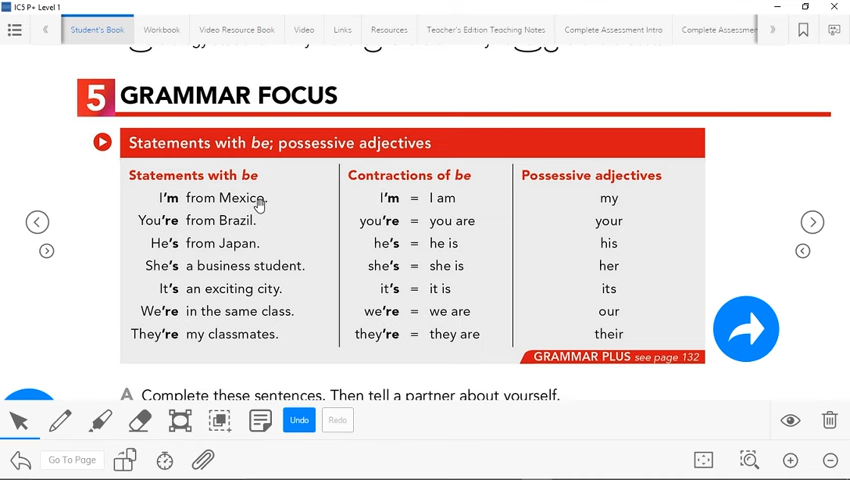 IC5 P+ Level 1
Student's Book Workbook Video Resource Book Video Links Resources Teacher's Edition Teaching Notes Complete Assessment Intro Complete Assessmen
5 GRAMMAR FOCUS
Statements with be; possessive adjectives
Statements with be Contractions of be Possessive adjectives
I'm from Mexico. I'm = I am my
You're from Brazil. you're = you are your
He's from Japan. he's = he is his
She's a business student. she's = she is her
It's an exciting city. it's = it is its
We're in the same class. we're = we are our
They're my classmates. they're = they are their
GRAMMAR PLUS see page 132
A Complete these sentences. Then tell a partner about yourself.
Undo Redo
Go To Page